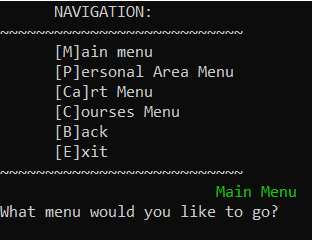 NAVIGATION:
~~~~~~~~~~~~~~~~~~~~~~~~~~~
[M]ain menu
[P]ersonal Area Menu
[Ca]rt Menu
[C]ourses Menu
[B]ack
[E]xit
~~~~~~~~~~~~~~~~~~~~~~~~~~~
Main Menu
What menu would you like to go?